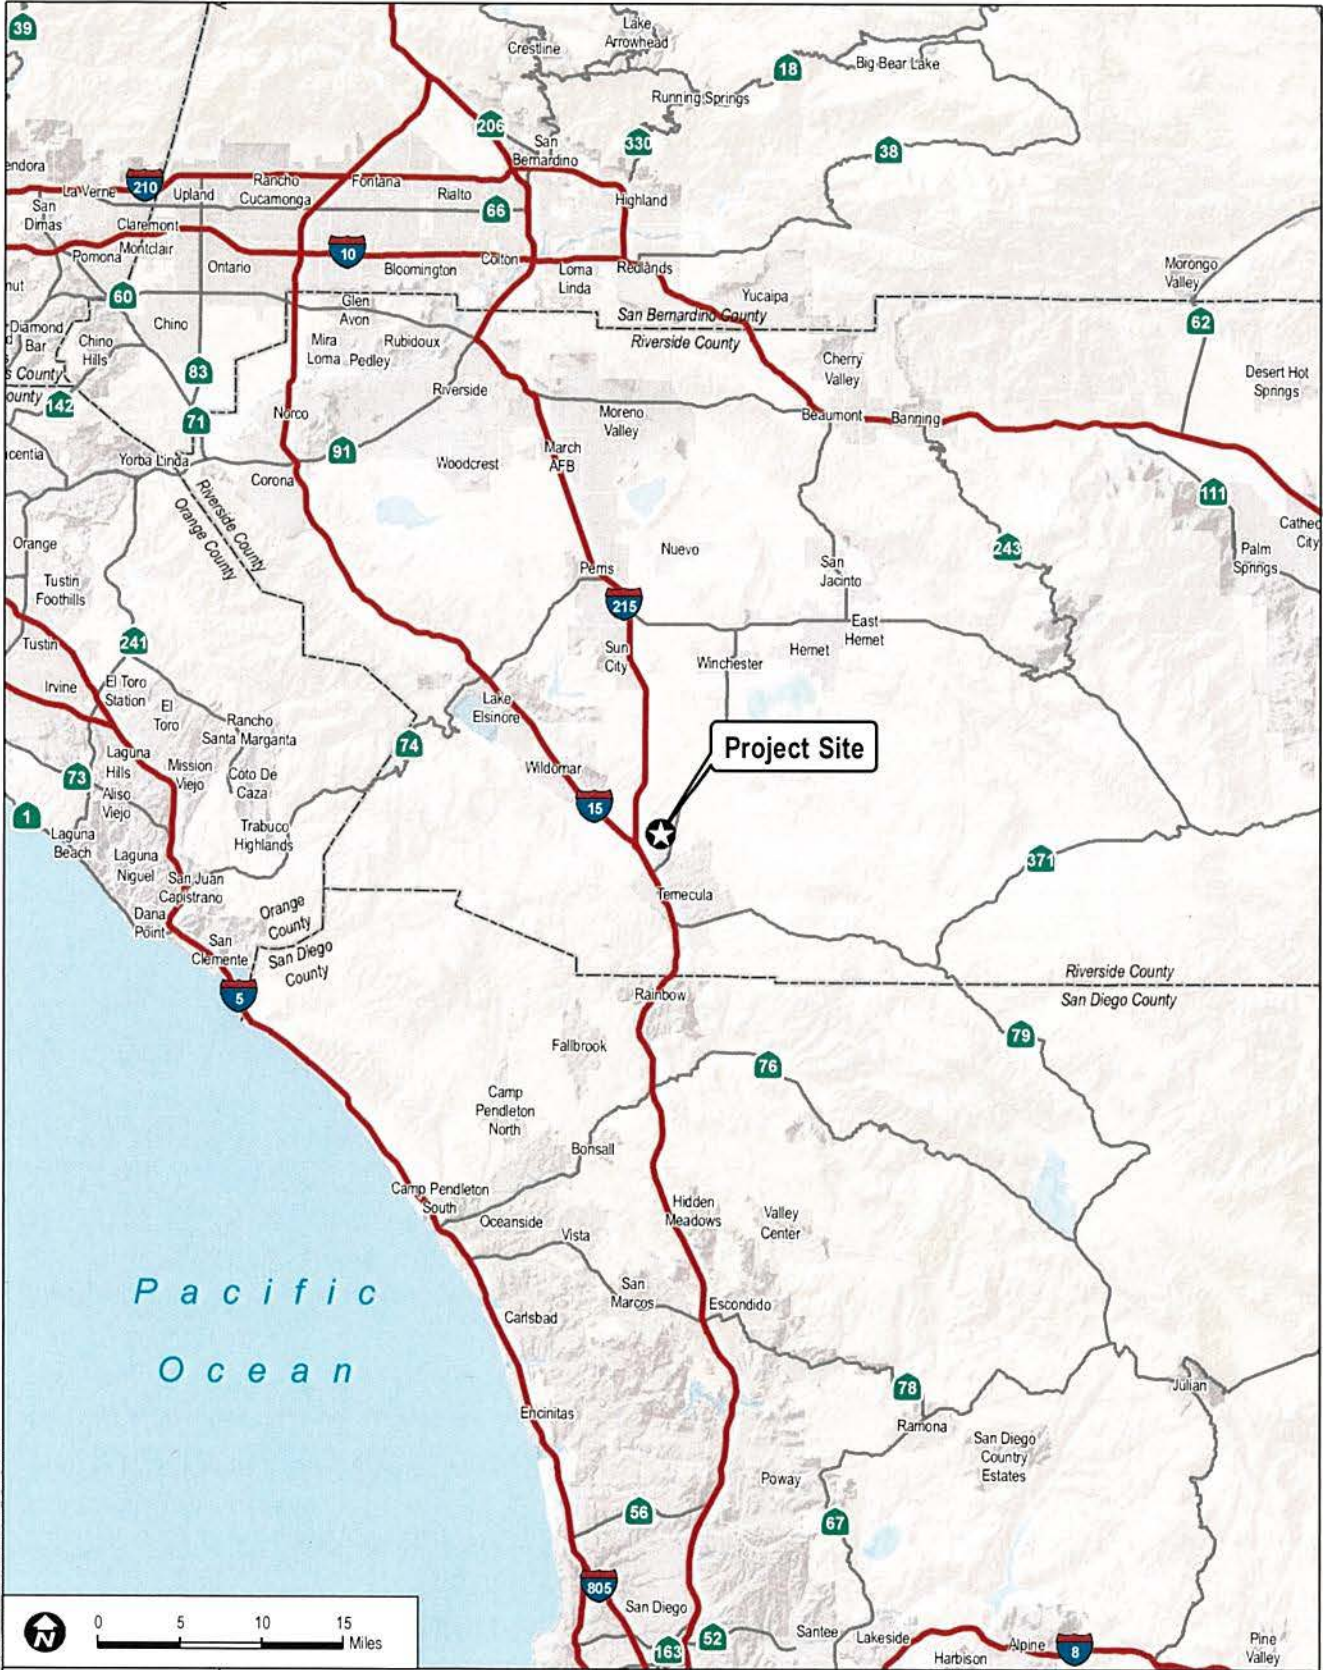 39
Lake
Arrowhead
Crestline
18
Big Bear Lake
Running Springs
206
San
Bernardino
330
38
endora
La Verne
210
Upland
Rancho
Cucamonga
Fontana
Rialto
66
Highland
San
Dimas
Claremont
Montclair
Pomona
Ontario
10
Bloomington
Colton
Loma
Linda
Redlands
Morongo
Valley
nut
60
Glen
Avon
Yucaipa
San Bernardino County
Riverside County
62
Diamond
Bar
Chino
Chino
Hills
Mira
Loma
Pedley
Rubidoux
Cherry
Valley
Desert Hot
Springs
s County
ounty
83
142
71
Norco
Riverside
Moreno
Valley
Beaumont
Banning
91
March
AFB
Woodcrest
centia
Yorba Linda
Corona
Riverside County
Orange County
111
Cathed
City
Palm
Springs
Orange
Nuevo
243
Tustin
Foothills
Perris
San
Jacinto
215
Tustin
241
East
Hemet
Sun
City
Winchester
Hemet
Irvine
El Toro
Station
El
Toro
Lake
Elsinore
Rancho
Santa Margarita
74
Project Site
Laguna
Hills
Mission
Viejo
Coto De
Caza
Wildomar
73
Aliso
Viejo
15
1
Trabuco
Highlands
Laguna
Beach
Laguna
Niguel
San Juan
Capistrano
371
Temecula
Dana
Point
Orange
County
San Diego
County
San
Clemente
Riverside County
San Diego County
5
Rainbow
79
Fallbrook
76
Camp
Pendleton
North
Bonsall
Camp Pendleton
South
Oceanside
Hidden
Meadows
Valley
Center
Vista
Pacific
Ocean
San
Marcos
Escondido
Carlsbad
78
Julian
Encinitas
Ramona
San Diego
Country
Estates
Poway
56
67
805
San Diego
163
52
Santee
Lakeside
Alpine
8
Harbison
Pine
Valley
N
0 5 10 15
Miles